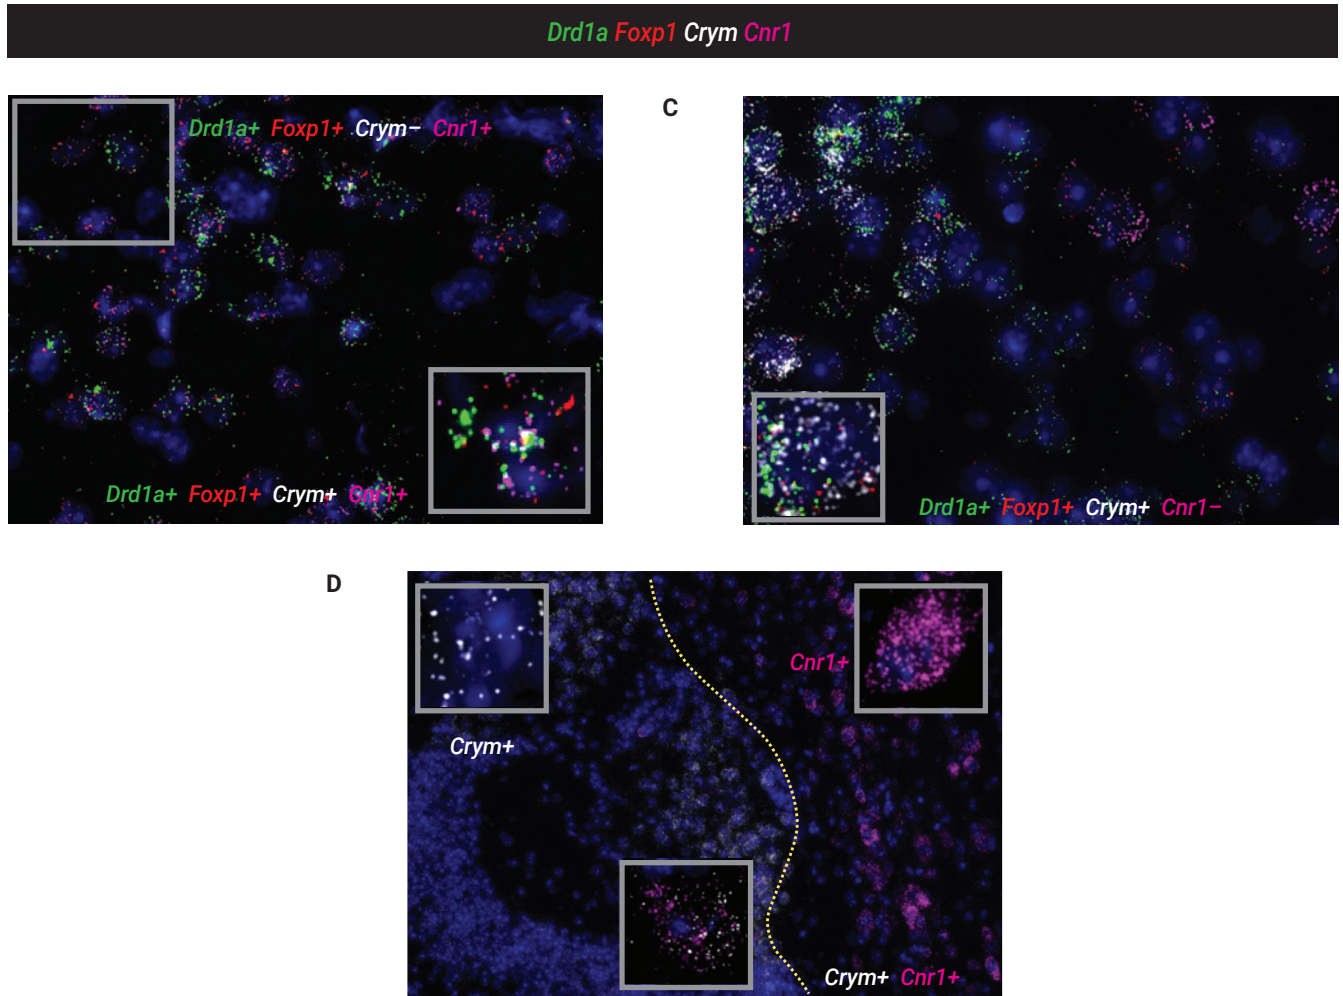 Drd1a Foxp1 Crym Cnr1
Drd1a+ Foxp1+ Crym− Cnr1+
C
Drd1a+ Foxp1+ Crym+ Cnr1+
Drd1a+ Foxp1+ Crym+ Cnr1−
D
Cnr1+
Crym+
Crym+ Cnr1+